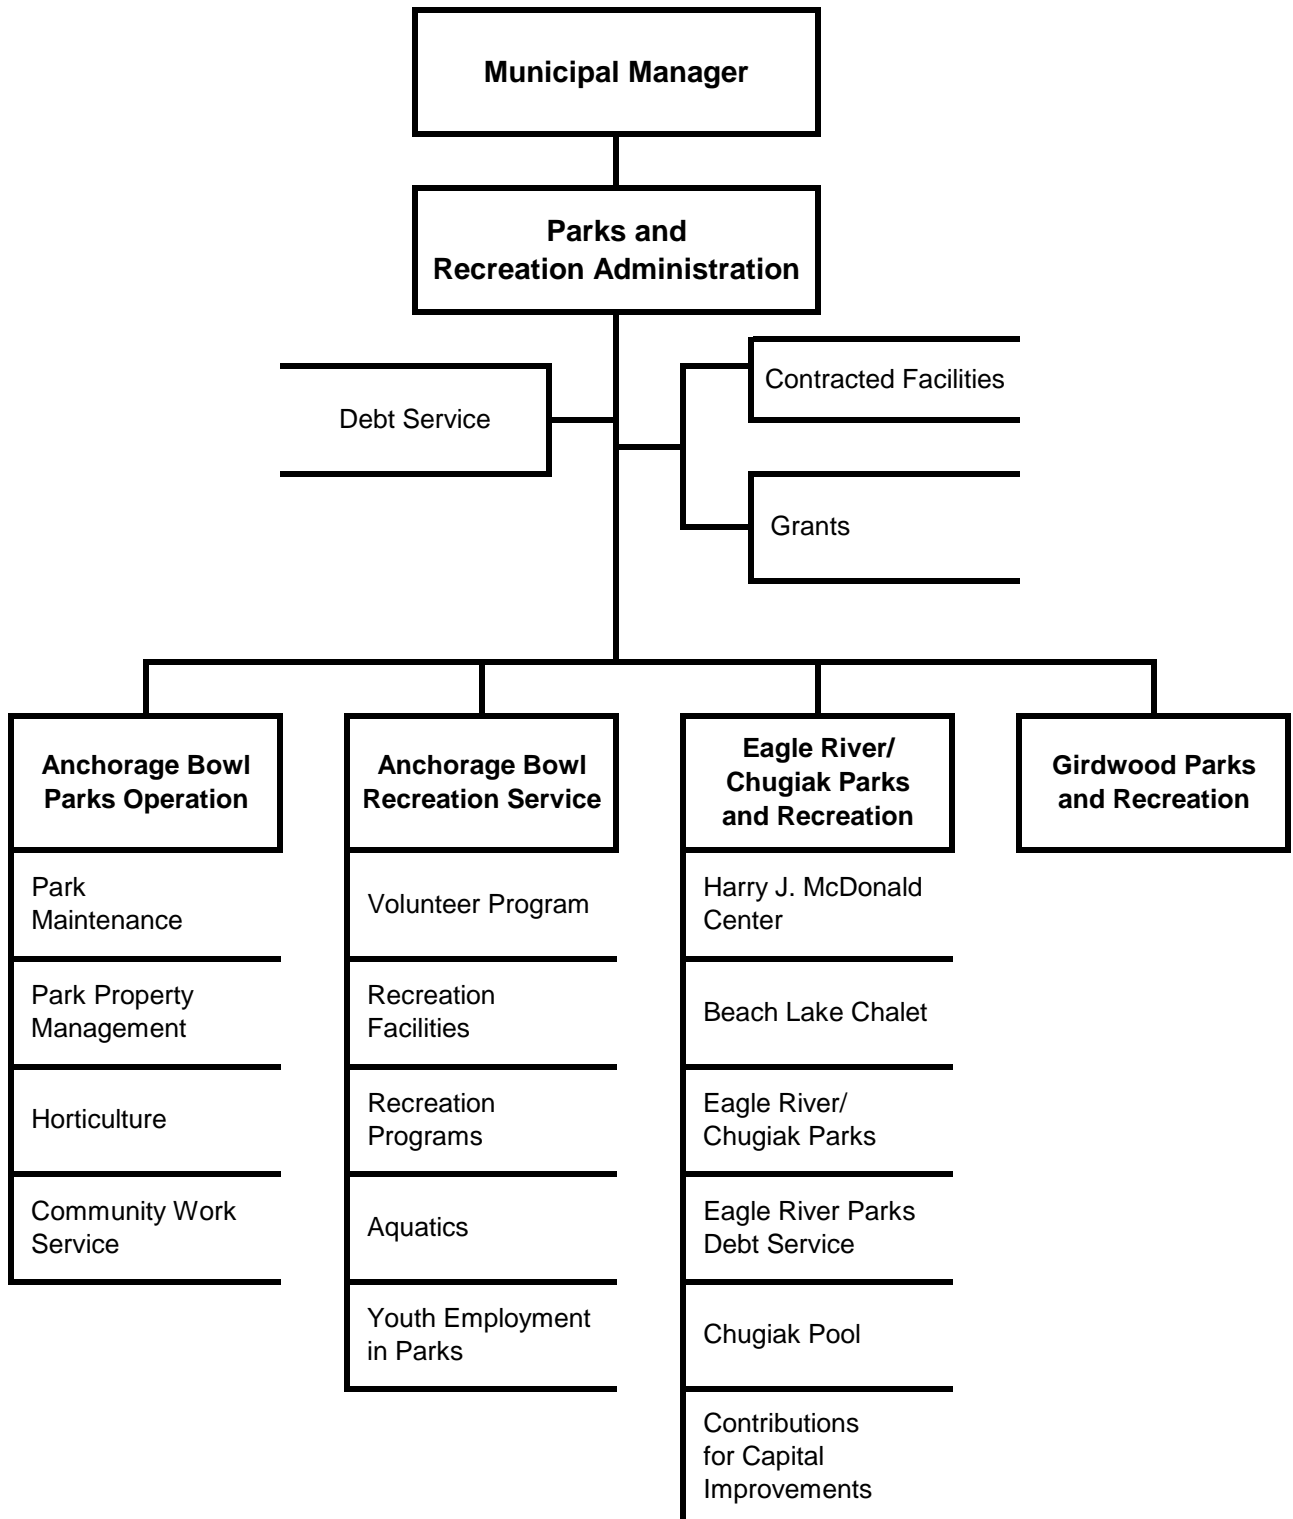 Municipal Manager
Parks and
Recreation Administration
Debt Service
Contracted Facilities
Grants
Anchorage Bowl
Parks Operation
Park
Maintenance
Park Property
Management
Horticulture
Community Work
Service
Anchorage Bowl
Recreation Service
Volunteer Program
Recreation
Facilities
Recreation
Programs
Aquatics
Youth Employment
in Parks
Eagle River/
Chugiak Parks
and Recreation
Harry J. McDonald
Center
Beach Lake Chalet
Eagle River/
Chugiak Parks
Eagle River Parks
Debt Service
Chugiak Pool
Contributions
for Capital
Improvements
Girdwood Parks
and Recreation